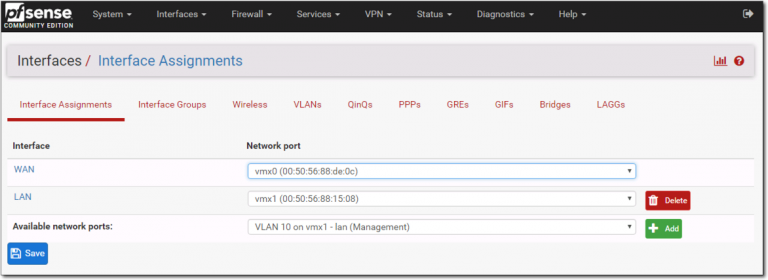 pfsense
COMMUNITY EDITION
System Interfaces Firewall Services VPN Status Diagnostics Help
Interfaces / Interface Assignments
Interface Assignments Interface Groups Wireless VLANs QinQs PPPs GREs GIFs Bridges LAGGs
Interface Network port
WAN vmx0 (00:50:56:88:de:0c)
LAN vmx1 (00:50:56:88:15:08) Delete
Available network ports: VLAN 10 on vmx1 - lan (Management) Add
Save